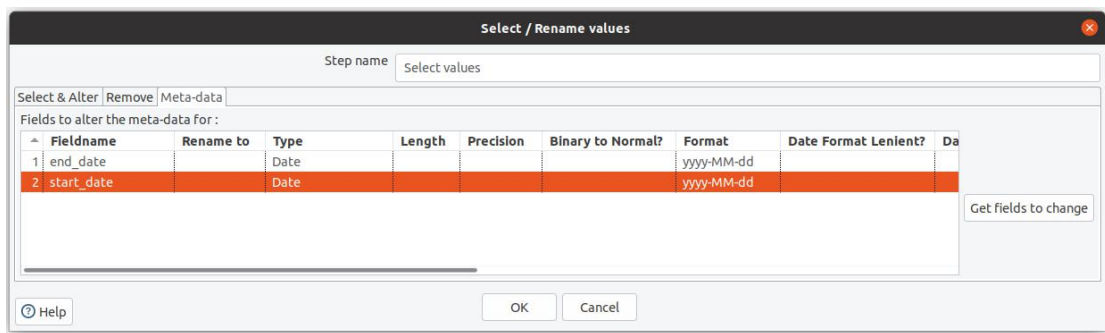 Select / Rename values
Step name Select values
Select & Alter Remove Meta-data
Fields to alter the meta-data for :
Fieldname Rename to Type Length Precision Binary to Normal? Format Date Format Lenient? Da
1 end_date Date yyyy-MM-dd
2 start_date Date yyyy-MM-dd
Get fields to change
Help OK Cancel